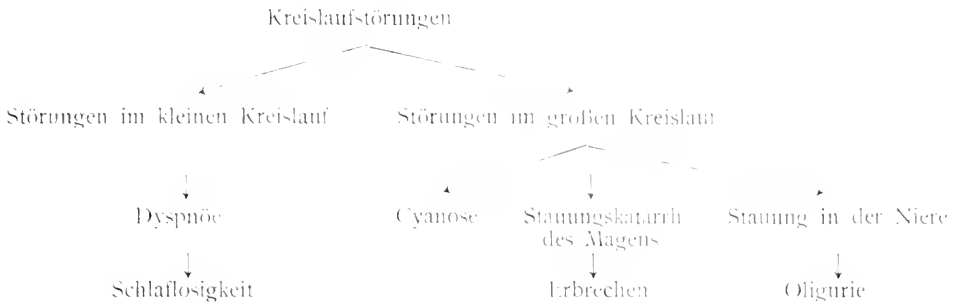 Kreislaufstörungen
Störungen im kleinen Kreislauf Störungen im großen Kreislauf
Dyspnöe Cyanose Stauungskatarrh Stauung in der Niere
des Magens
Schlaflosigkeit Erbrechen Oligurie